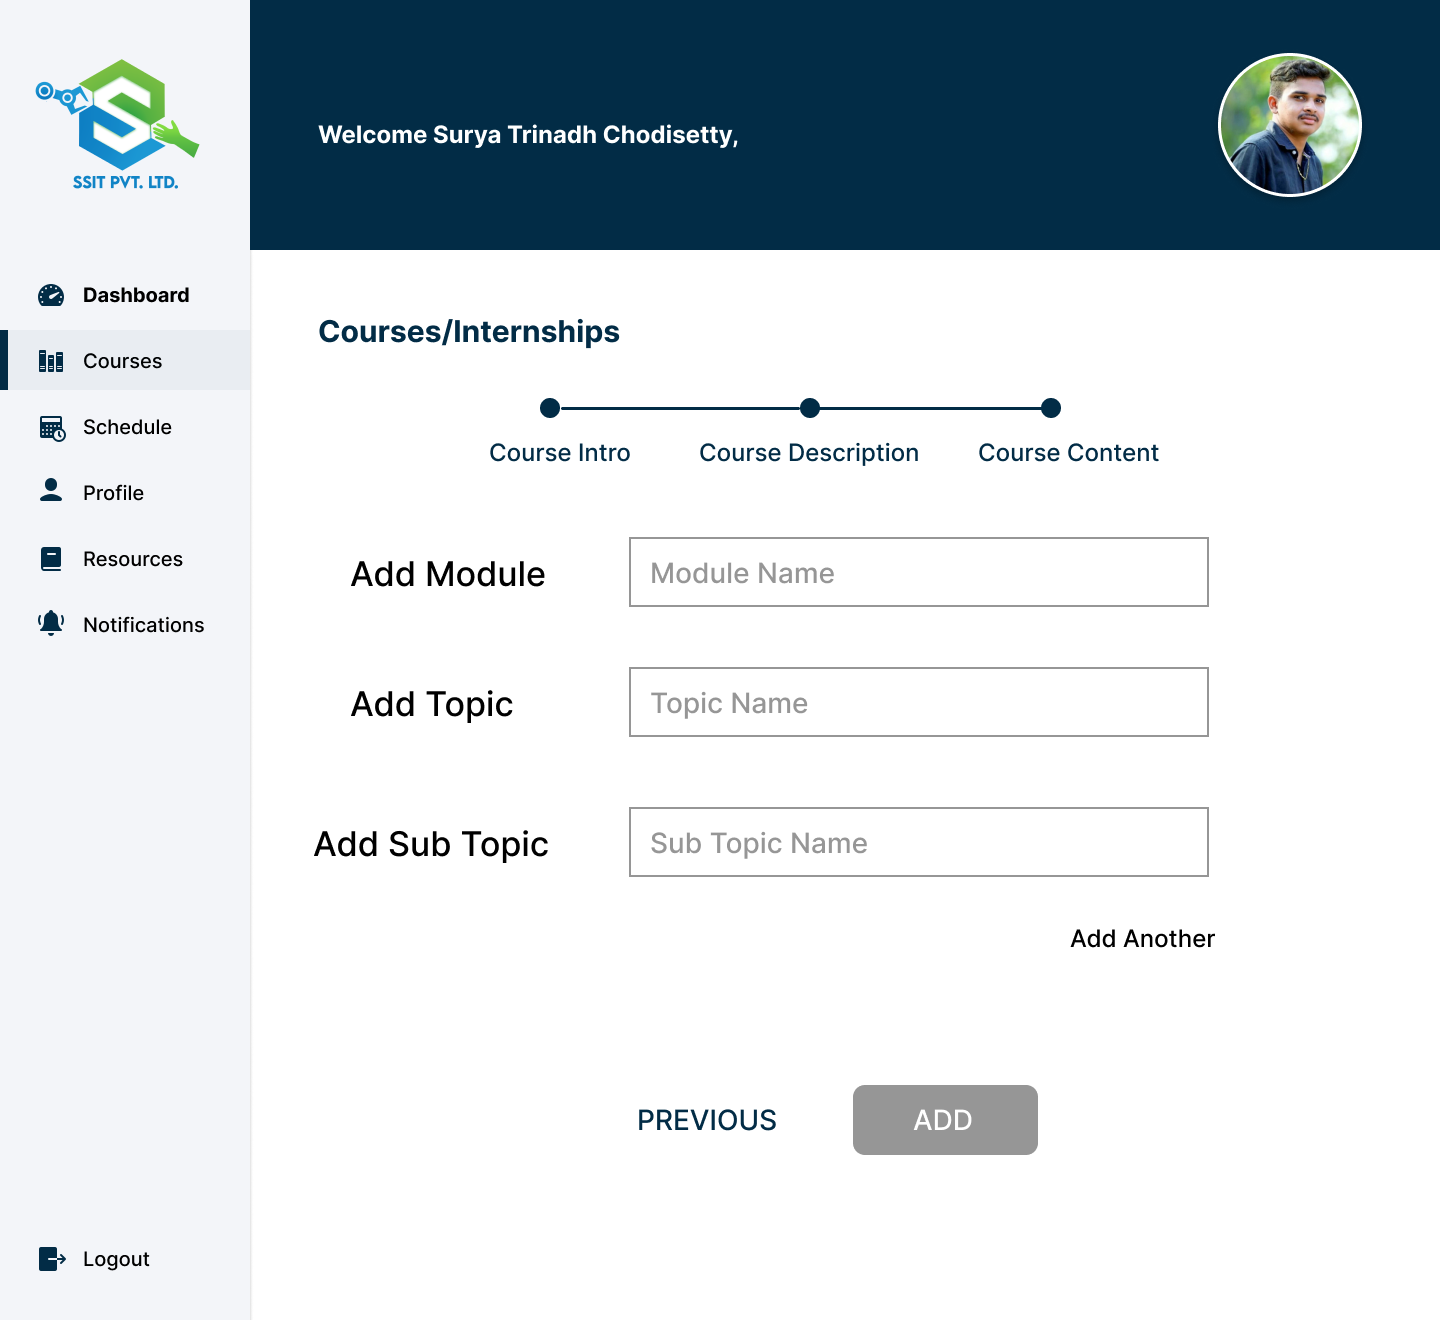 SSIT PVT. LTD.
Welcome Surya Trinadh Chodisetty,
Dashboard
Courses
Schedule
Profile
Resources
Notifications
Logout
Courses/Internships
Course Intro
Course Description
Course Content
Add Module
Module Name
Add Topic
Topic Name
Add Sub Topic
Sub Topic Name
Add Another
PREVIOUS
ADD